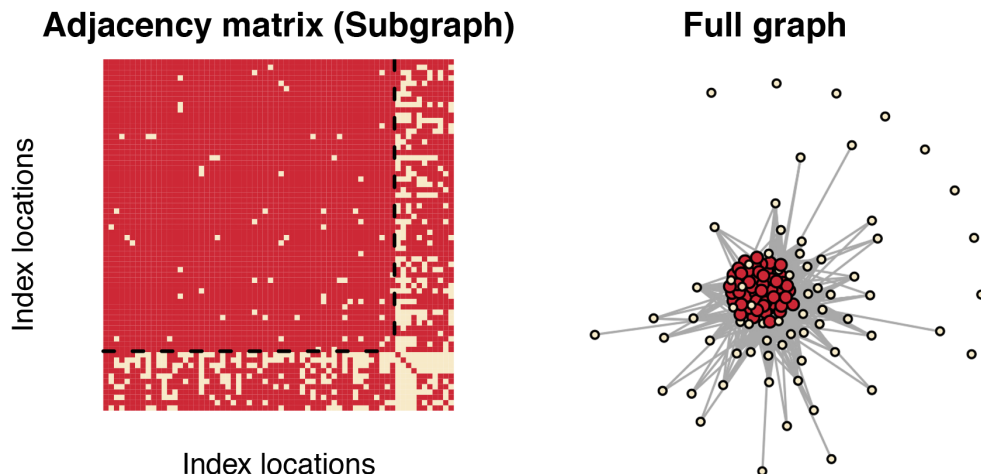 Adjacency matrix (Subgraph)
Full graph
Index locations
Index locations